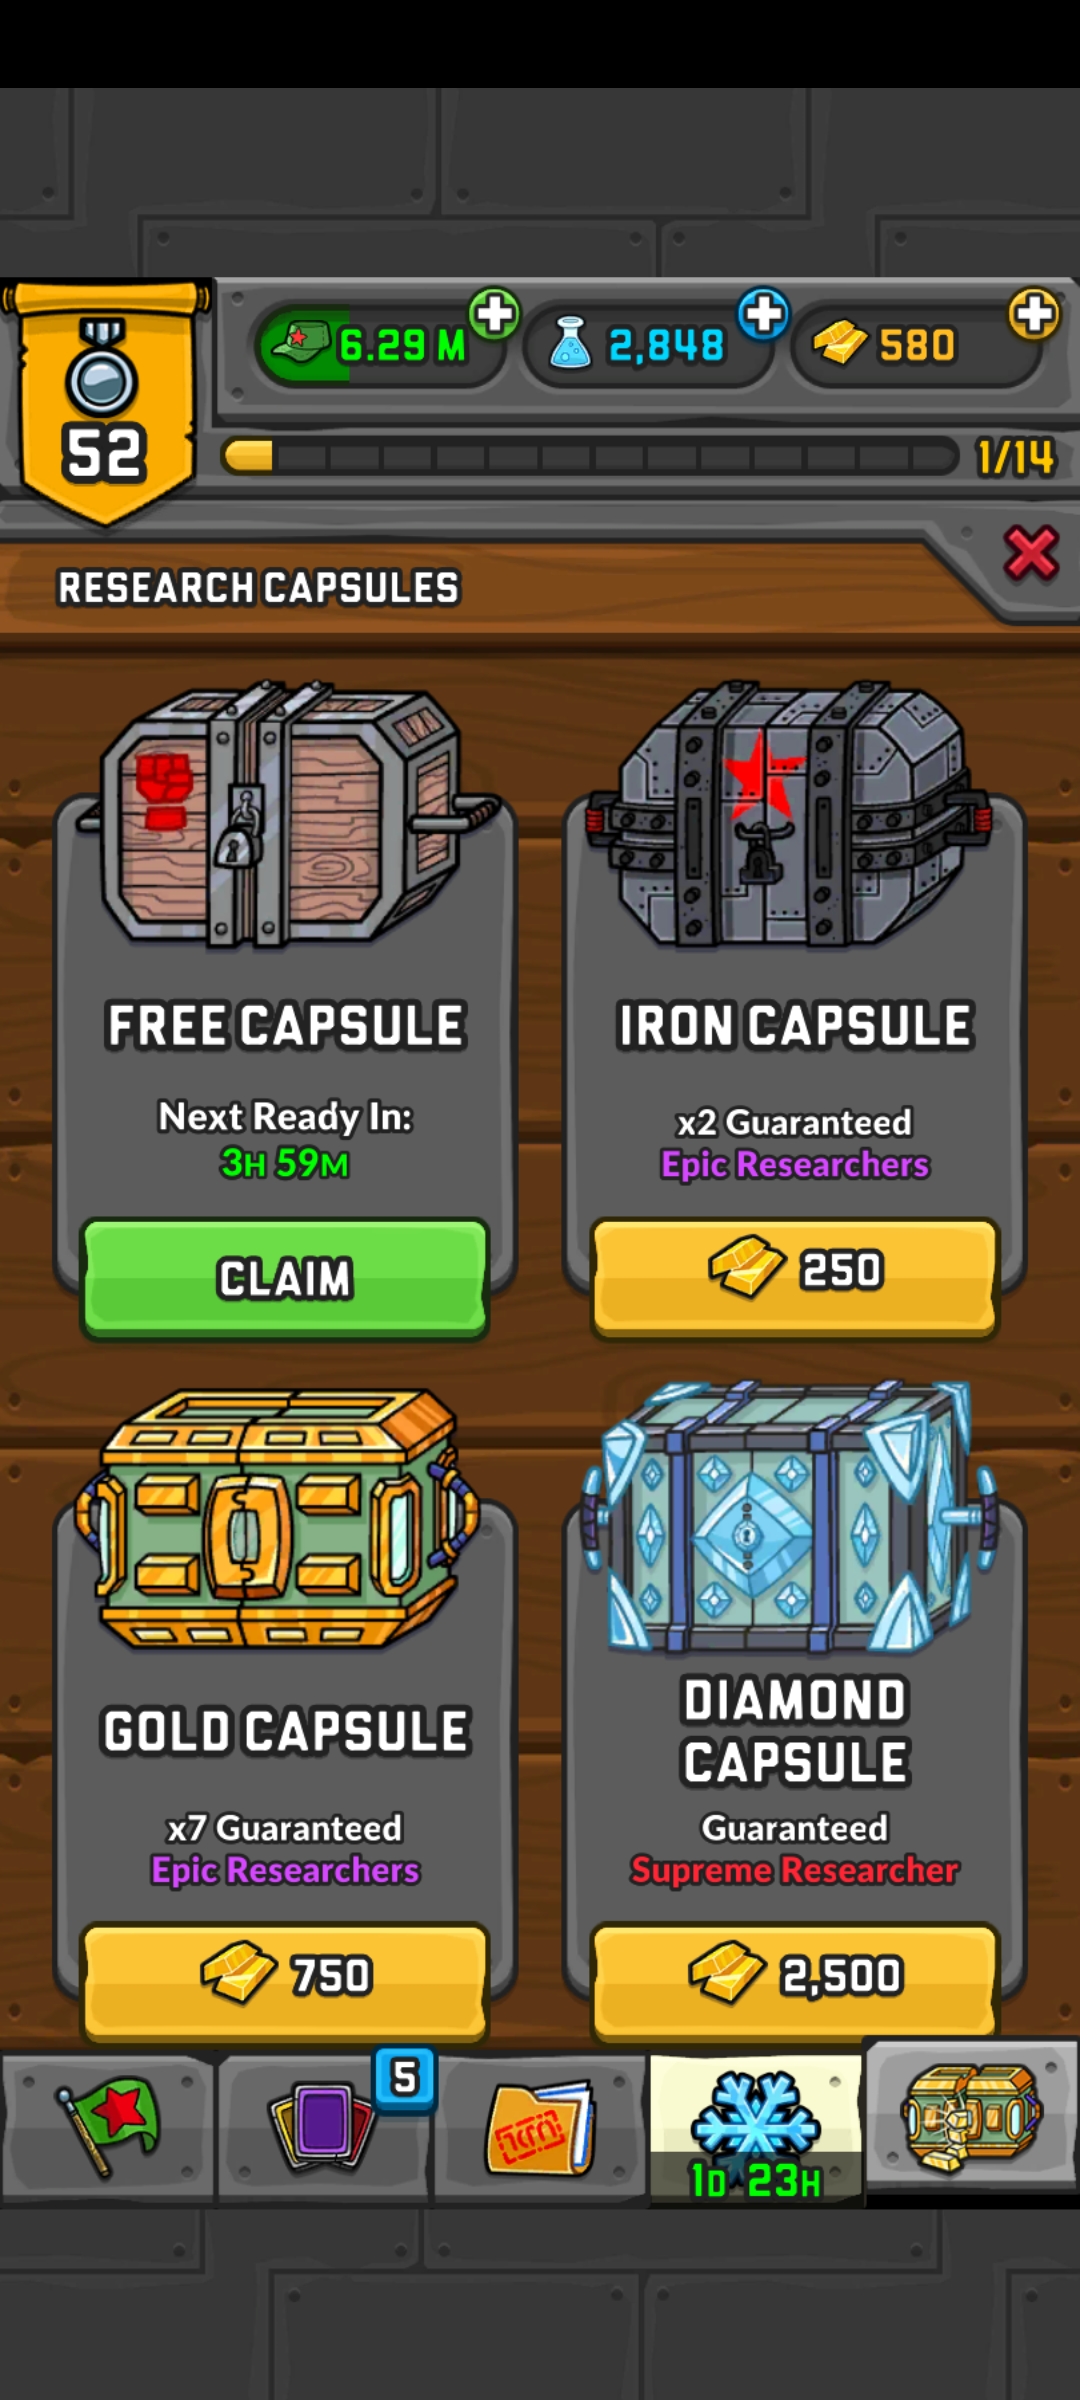 6.29 M
2,848
580
52
1/14
RESEARCH CAPSULES
FREE CAPSULE
Next Ready In:
3H 59M
CLAIM
IRON CAPSULE
x2 Guaranteed
Epic Researchers
250
GOLD CAPSULE
x7 Guaranteed
Epic Researchers
750
DIAMOND
CAPSULE
Guaranteed
Supreme Researcher
2,500
5
1D 23H